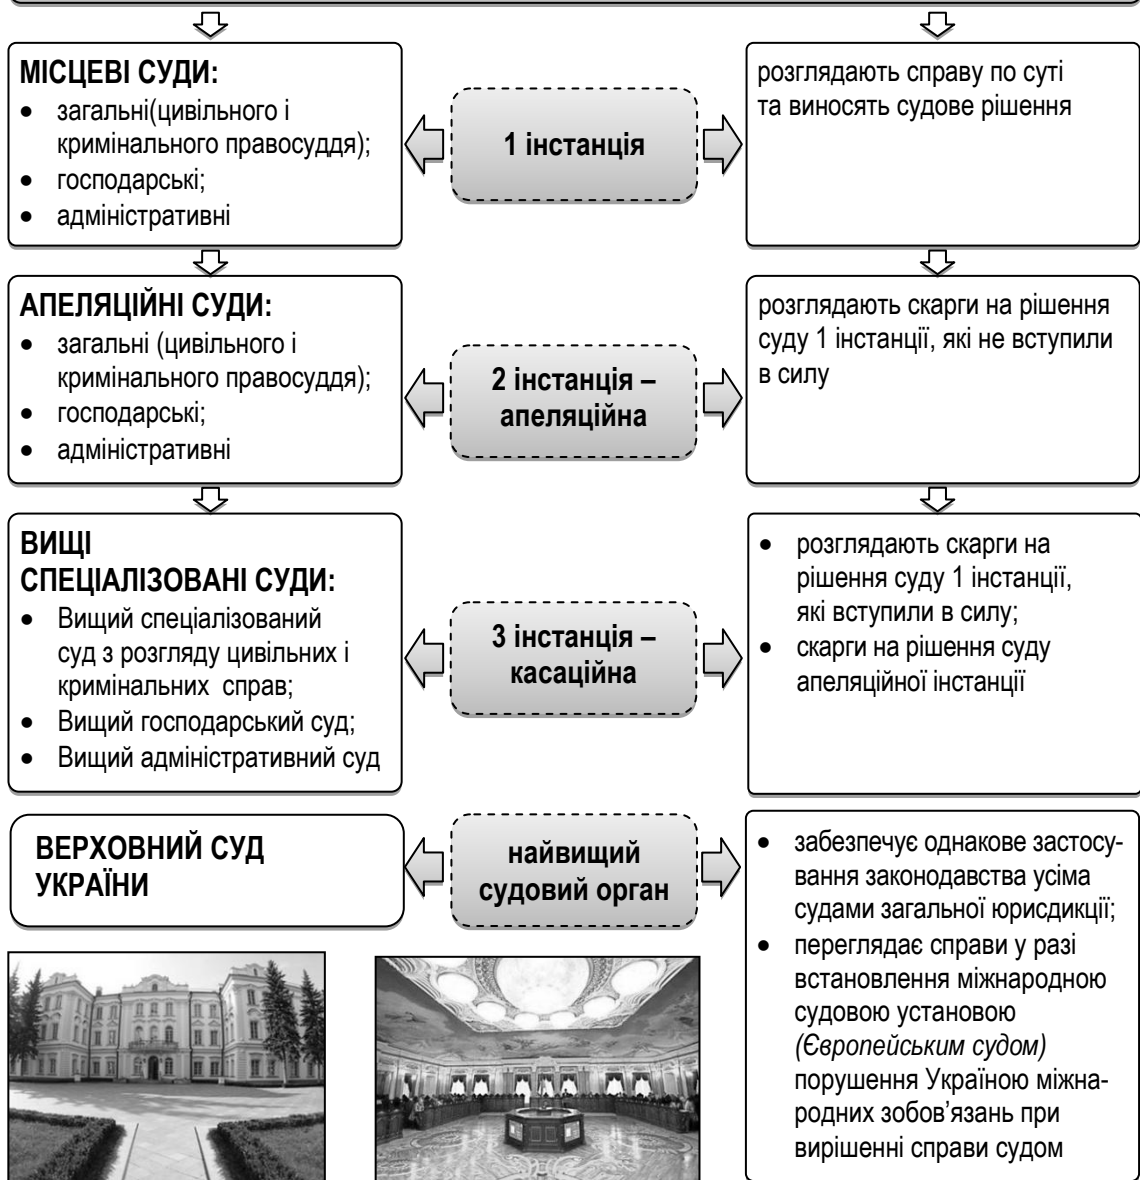 МІСЦЕВІ СУДИ:
• загальні(цивільного і
кримінального правосуддя);
• господарські;
• адміністративні
1 інстанція
розглядають справу по суті
та виносять судове рішення
АПЕЛЯЦІЙНІ СУДИ:
• загальні (цивільного і
кримінального правосуддя);
• господарські;
• адміністративні
2 інстанція –
апеляційна
розглядають скарги на рішення
суду 1 інстанції, які не вступили
в силу
ВИЩІ
СПЕЦІАЛІЗОВАНІ СУДИ:
• Вищий спеціалізований
суд з розгляду цивільних і
кримінальних справ;
• Вищий господарський суд;
• Вищий адміністративний суд
3 інстанція –
касаційна
• розглядають скарги на
рішення суду 1 інстанції,
які вступили в силу;
• скарги на рішення суду
апеляційної інстанції
ВЕРХОВНИЙ СУД
УКРАЇНИ
найвищий
судовий орган
• забезпечує однакове застосу-
вання законодавства усіма
судами загальної юрисдикції;
• переглядає справи у разі
встановлення міжнародною
судовою установою
(Європейським судом)
порушення Україною міжна-
родних зобов'язань при
вирішенні справи судом